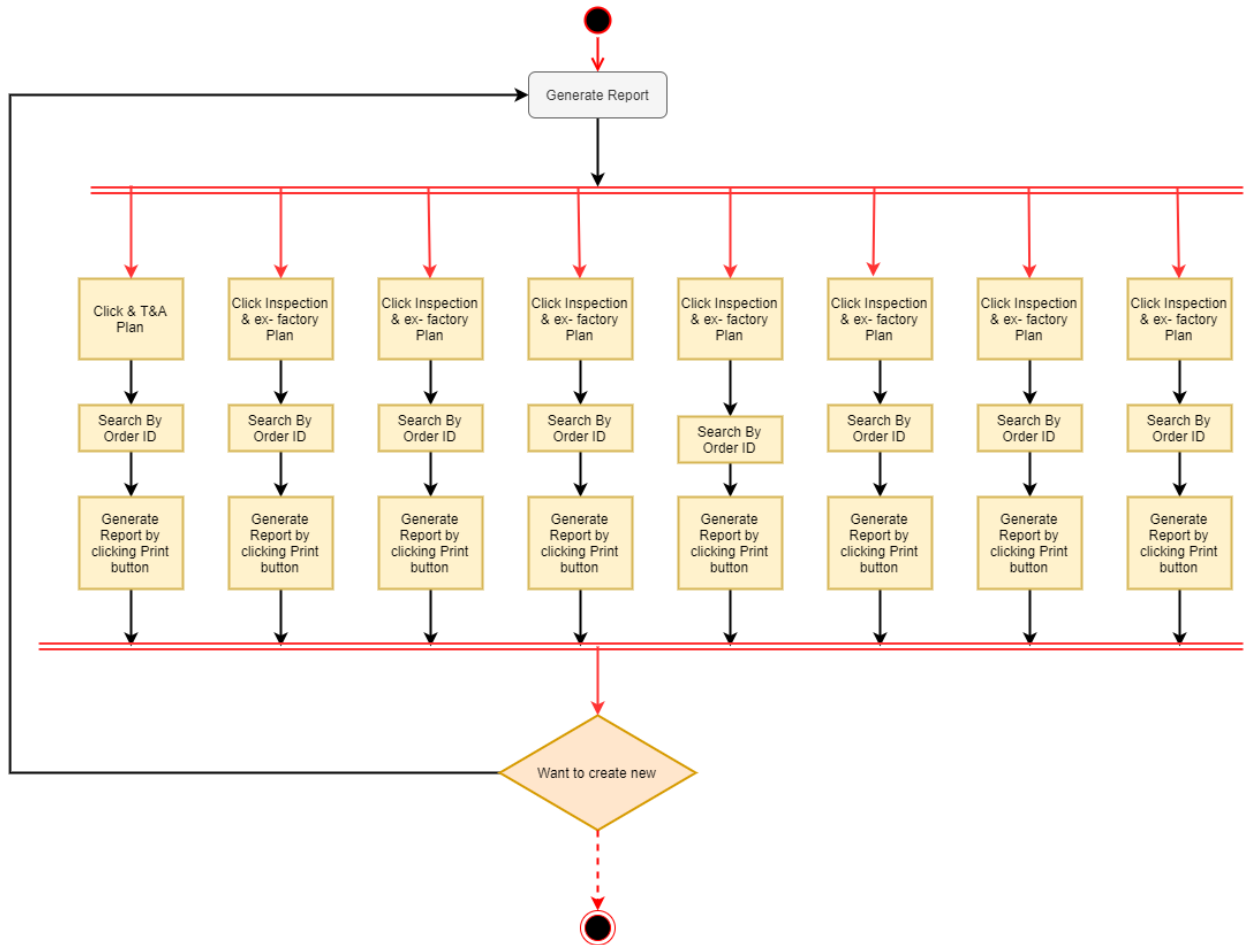 Generate Report
Click & T&A
Plan
Click Inspection
& ex- factory
Plan
Click Inspection
& ex- factory
Plan
Click Inspection
& ex- factory
Plan
Click Inspection
& ex- factory
Plan
Click Inspection
& ex- factory
Plan
Click Inspection
& ex- factory
Plan
Click Inspection
& ex- factory
Plan
Search By
Order ID
Search By
Order ID
Search By
Order ID
Search By
Order ID
Search By
Order ID
Search By
Order ID
Search By
Order ID
Search By
Order ID
Generate
Report by
clicking Print
button
Generate
Report by
clicking Print
button
Generate
Report by
clicking Print
button
Generate
Report by
clicking Print
button
Generate
Report by
clicking Print
button
Generate
Report by
clicking Print
button
Generate
Report by
clicking Print
button
Generate
Report by
clicking Print
button
Want to create new